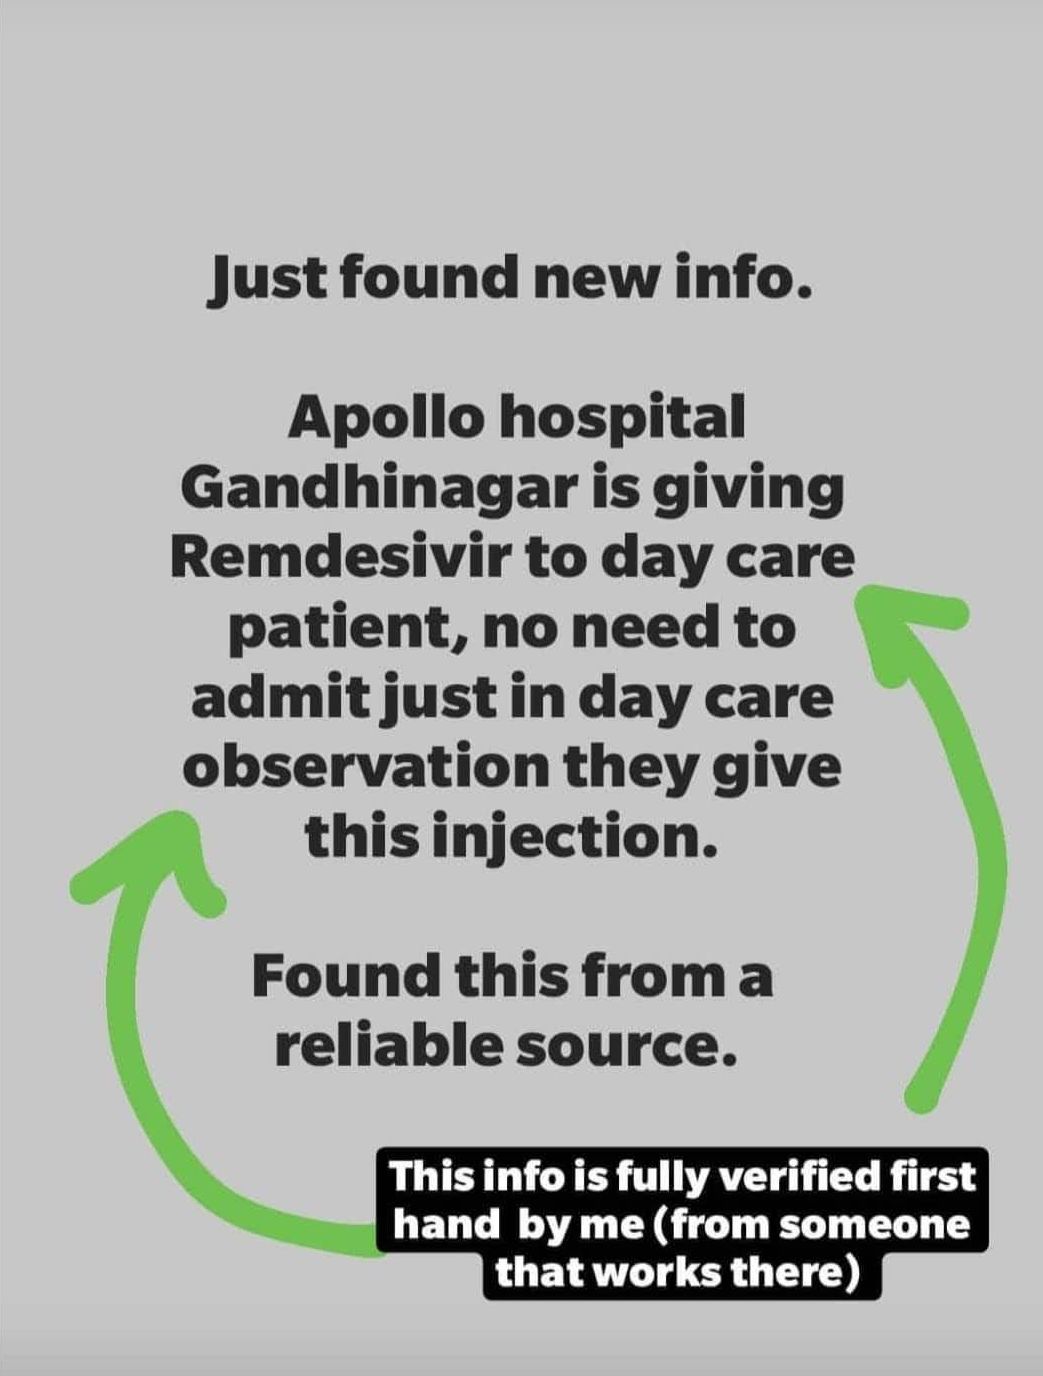 Just found new info.
Apollo hospital
Gandhinagar is giving
Remdesivir to day care
patient, no need to
admit just in day care
observation they give
this injection.
Found this from a
reliable source.
This info is fully verified first
hand by me (from someone
that works there)